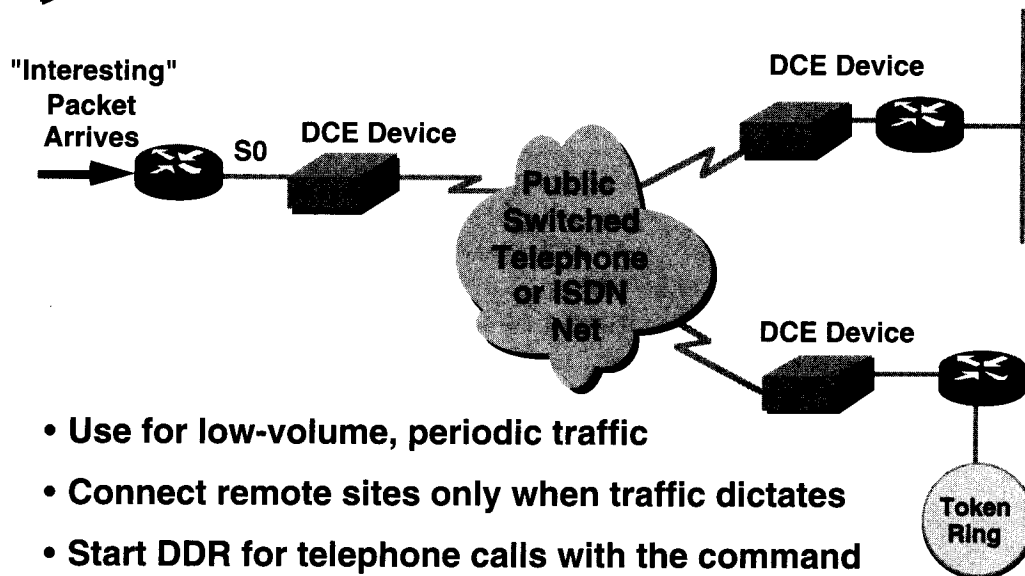 "Interesting"
Packet
Arrives
S0
DCE Device
DCE Device
Public
Switched
Telephone
or ISDN
Net
DCE Device
Token
Ring
• Use for low-volume, periodic traffic
• Connect remote sites only when traffic dictates
• Start DDR for telephone calls with the command